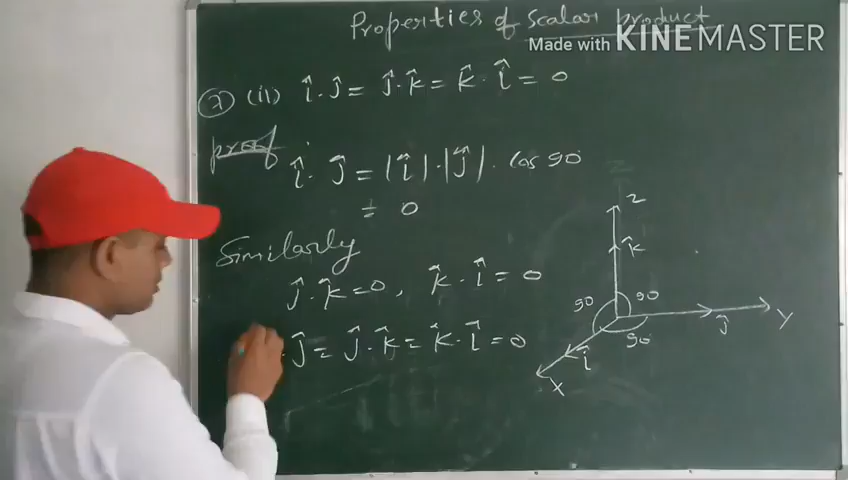 Properties of scalar product
Made with KINEMASTER
(2) (ii) î · ĵ = ĵ · k̂ = k̂ · î = 0
proof
î · ĵ = |î| · |ĵ| · Cos 90
= 0
Similarly
ĵ · k̂ = 0, k̂ · î = 0
· ĵ = ĵ · k̂ = k̂ · î = 0
Z
k̂
90 90
ĵ
Y
90
î
X